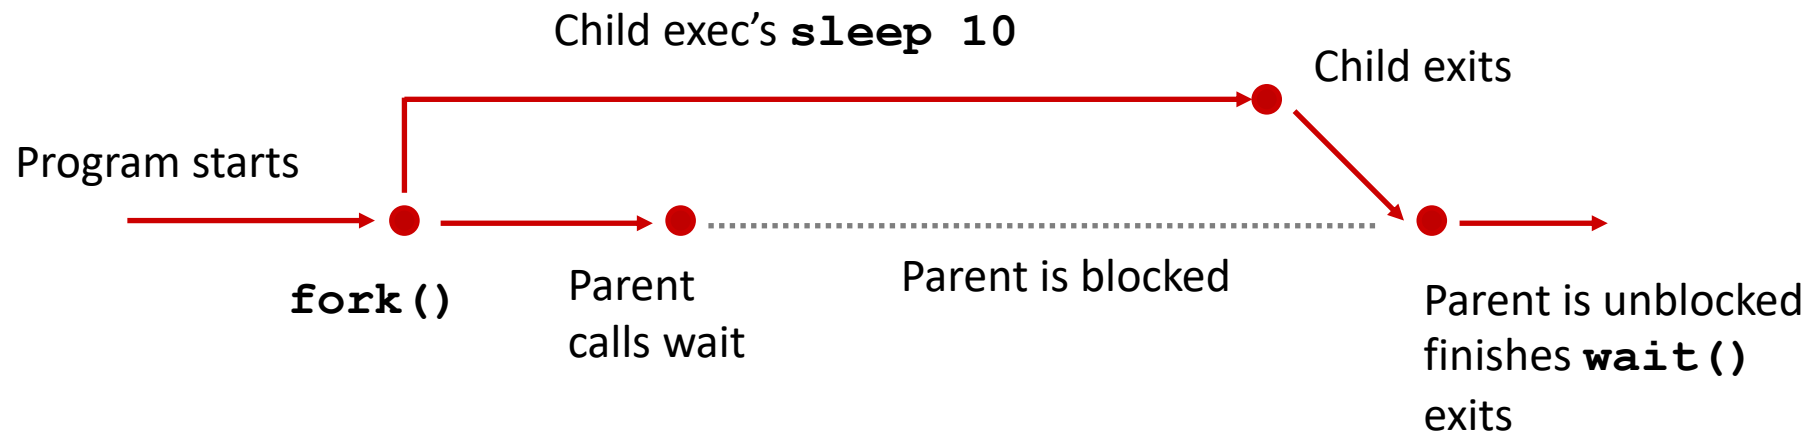 Child exec’s sleep 10
Child exits
Program starts
fork()
Parent
calls wait
Parent is blocked
Parent is unblocked
finishes wait()
exits